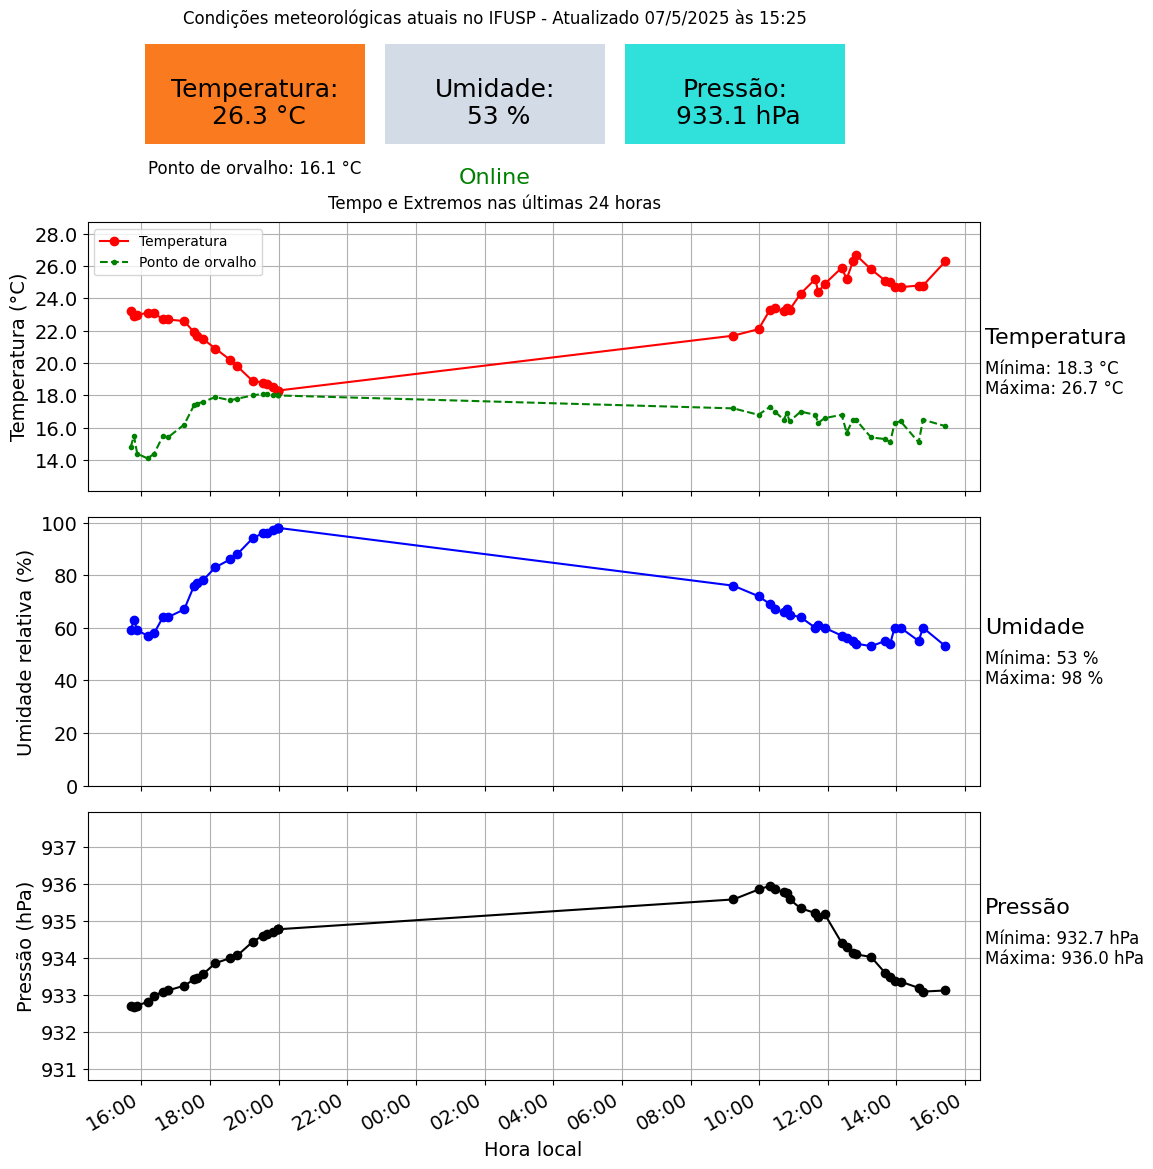 Condições meteorológicas atuais no IFUSP - Atualizado 07/5/2025 às 15:25
Temperatura:
26.3 °C
Umidade:
53 %
Pressão:
933.1 hPa
Ponto de orvalho: 16.1 °C
Online
Tempo e Extremos nas últimas 24 horas
Temperatura (°C)
28.0
26.0
24.0
22.0
20.0
18.0
16.0
14.0
Temperatura
Ponto de orvalho
Temperatura
Mínima: 18.3 °C
Máxima: 26.7 °C
Umidade relativa (%)
100
80
60
40
20
0
Umidade
Mínima: 53 %
Máxima: 98 %
Pressão (hPa)
937
936
935
934
933
932
931
Pressão
Mínima: 932.7 hPa
Máxima: 936.0 hPa
16:00
18:00
20:00
22:00
00:00
02:00
04:00
06:00
08:00
10:00
12:00
14:00
16:00
Hora local